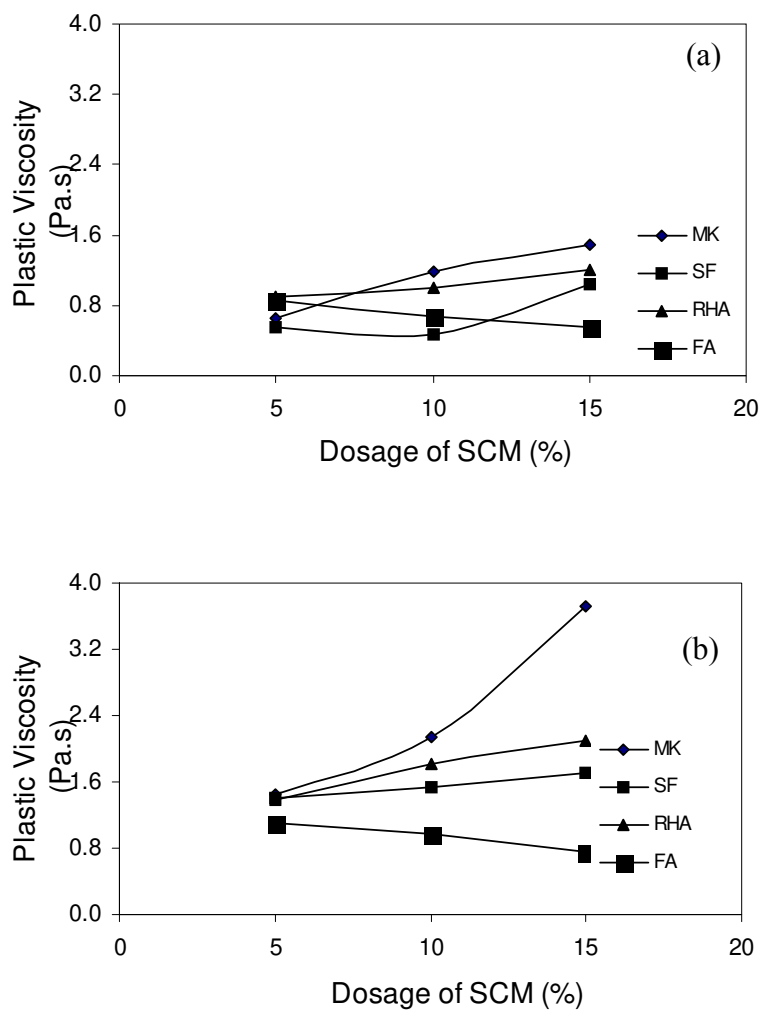 4.0
(a)
3.2
Plastic Viscosity
(Pa.s)
2.4
1.6
MK
SF
0.8
RHA
FA
0.0
0 5 10 15 20
Dosage of SCM (%)
4.0
3.2
(b)
Plastic Viscosity
(Pa.s)
2.4
MK
1.6
SF
RHA
0.8
FA
0.0
0 5 10 15 20
Dosage of SCM (%)